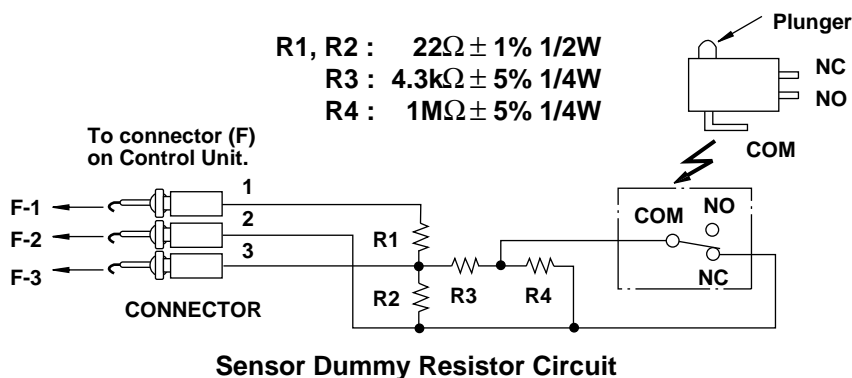 Plunger
R1, R2 : 22Ω ± 1% 1/2W
R3 : 4.3kΩ ± 5% 1/4W
R4 : 1MΩ ± 5% 1/4W
NC
NO
COM
To connector (F)
on Control Unit.
1
F-1
2
F-2
3
F-3
CONNECTOR
R1
R2
R3
R4
COM
NO
NC
Sensor Dummy Resistor Circuit